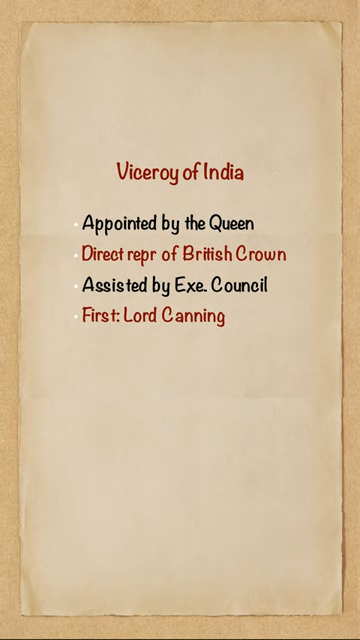 Viceroy of India
• Appointed by the Queen
• Direct repr of British Crown
• Assisted by Exe. Council
• First: Lord Canning